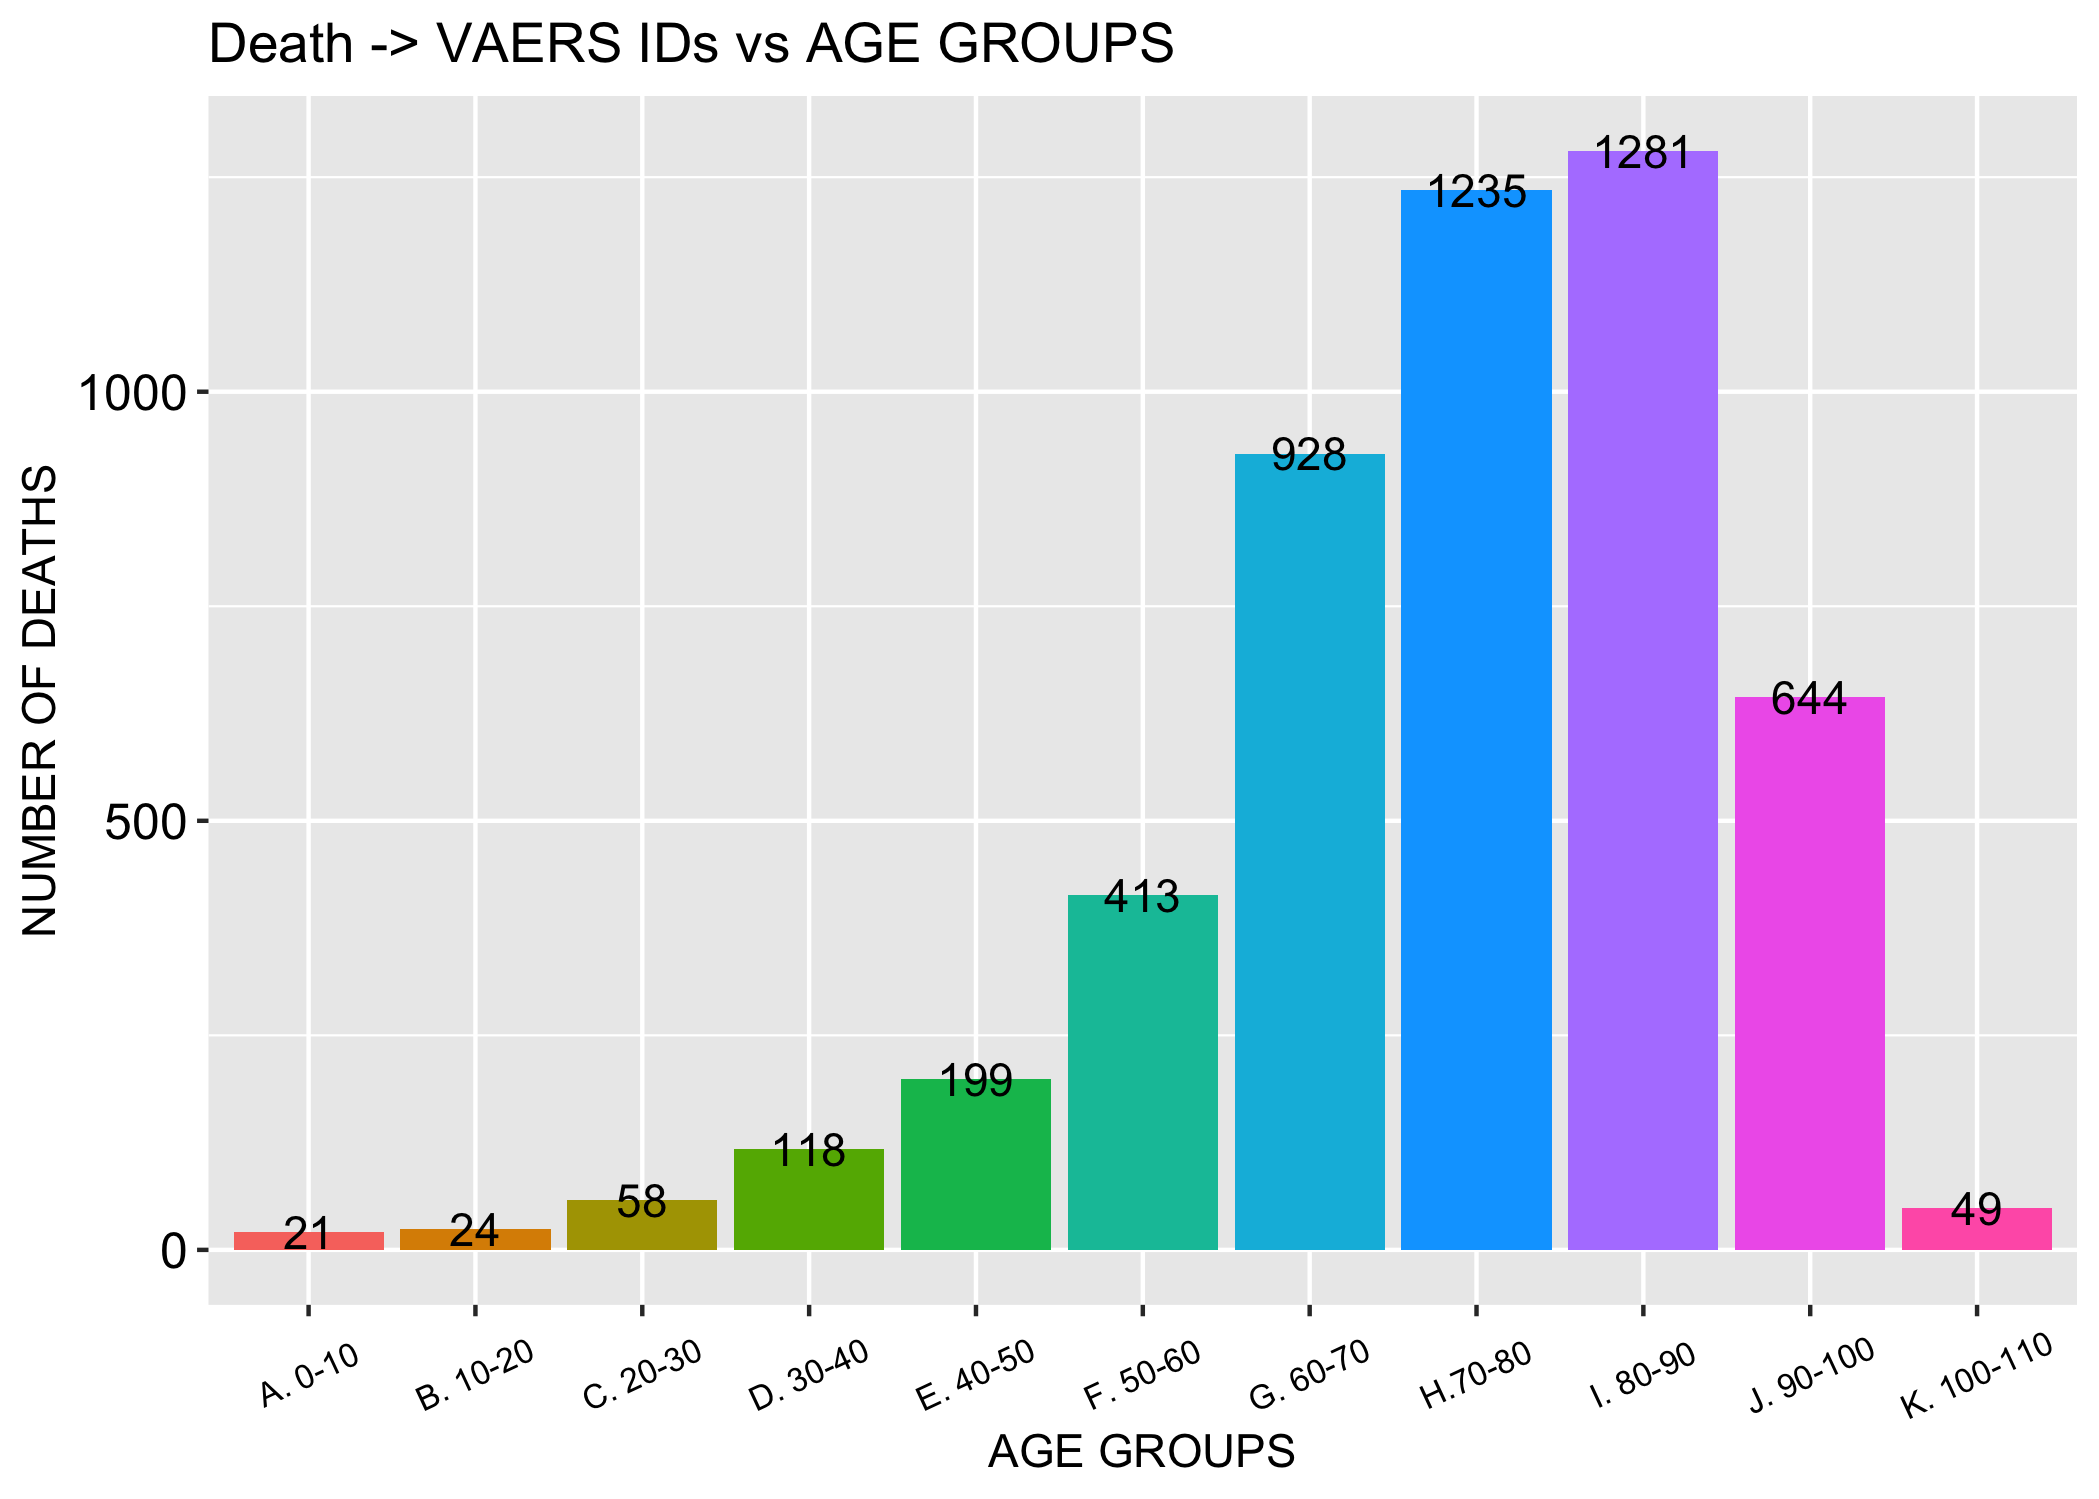 Death -> VAERS IDs vs AGE GROUPS
NUMBER OF DEATHS
1000
500
0
21
24
58
118
199
413
928
1235
1281
644
49
A. 0-10
B. 10-20
C. 20-30
D. 30-40
E. 40-50
F. 50-60
G. 60-70
H.70-80
I. 80-90
J. 90-100
K. 100-110
AGE GROUPS